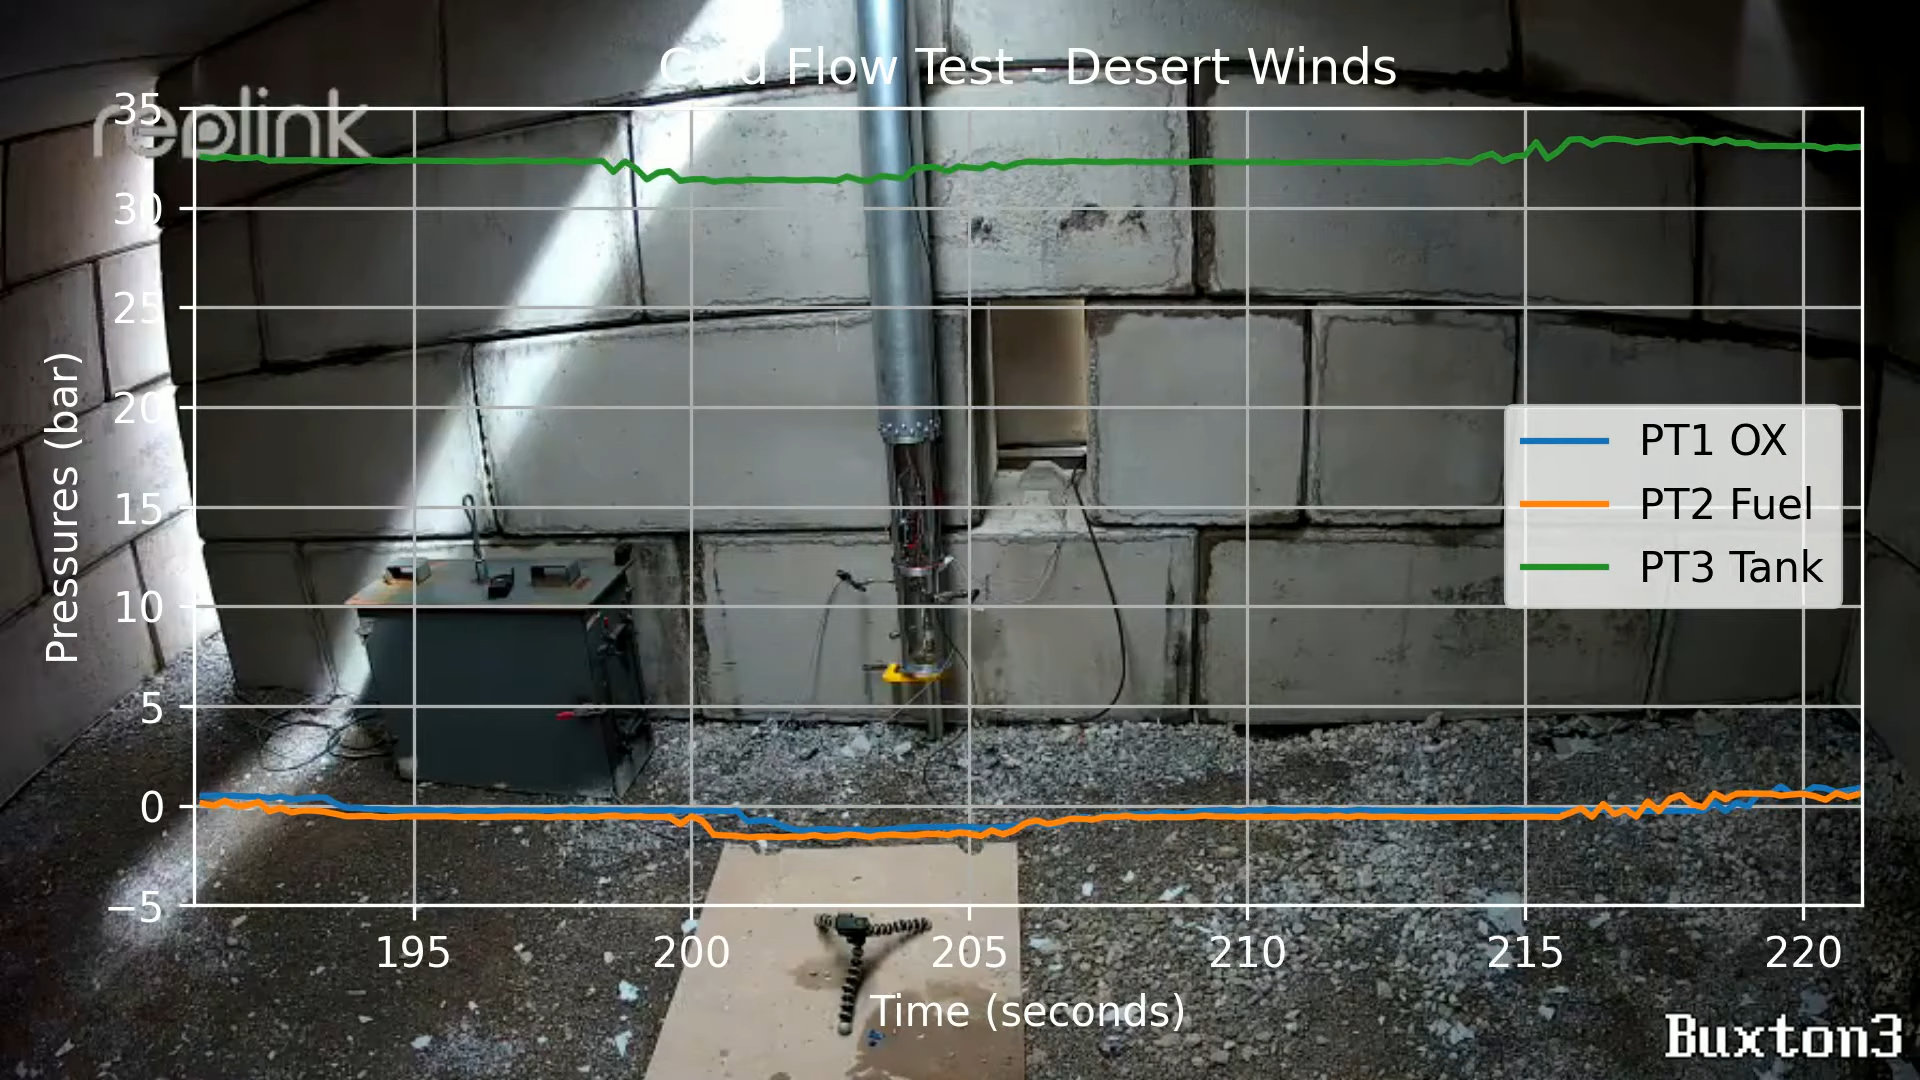 Cold Flow Test - Desert Winds
reolink
35
30
25
20
15
10
5
0
−5
Pressures (bar)
PT1 OX
PT2 Fuel
PT3 Tank
195 200 205 210 215 220
Time (seconds)
Buxton3